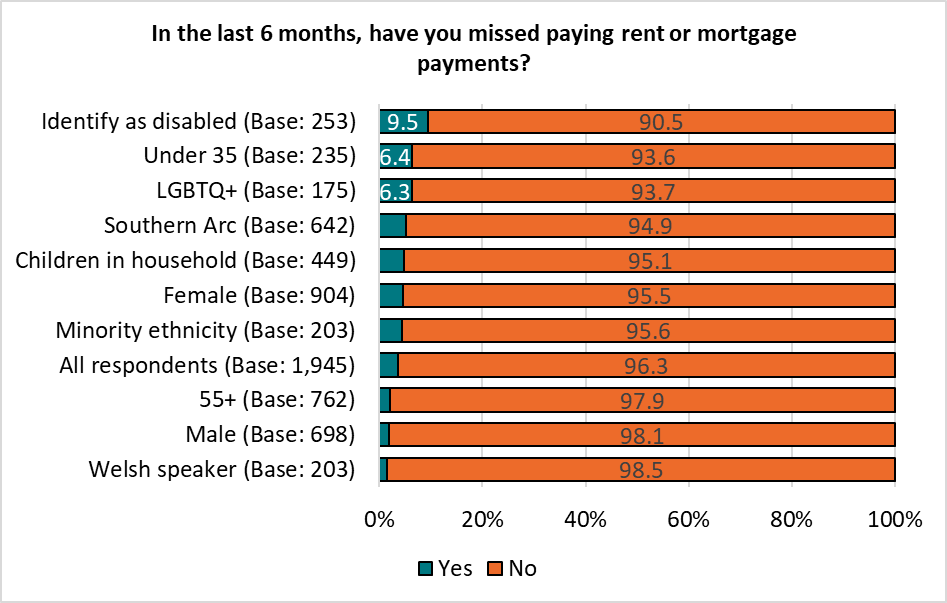 In the last 6 months, have you missed paying rent or mortgage
payments?
Identify as disabled (Base: 253) 9.5 90.5
Under 35 (Base: 235) 6.4 93.6
LGBTQ+ (Base: 175) 6.3 93.7
Southern Arc (Base: 642) 94.9
Children in household (Base: 449) 95.1
Female (Base: 904) 95.5
Minority ethnicity (Base: 203) 95.6
All respondents (Base: 1,945) 96.3
55+ (Base: 762) 97.9
Male (Base: 698) 98.1
Welsh speaker (Base: 203) 98.5
0% 20% 40% 60% 80% 100%
Yes No